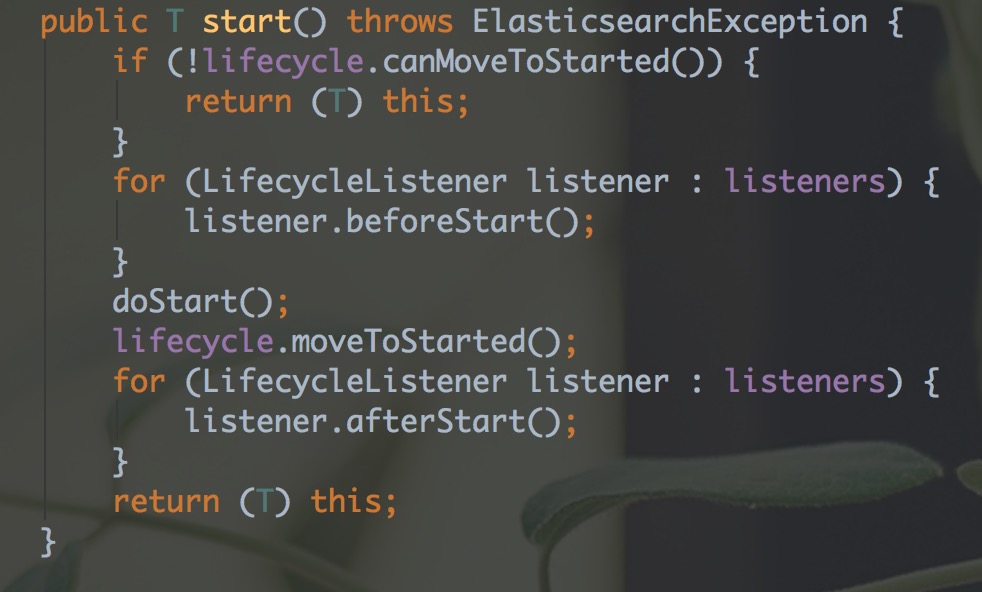 public T start() throws ElasticsearchException {
    if (!lifecycle.canMoveToStarted()) {
        return (T) this;
    }
    for (LifecycleListener listener : listeners) {
        listener.beforeStart();
    }
    doStart();
    lifecycle.moveToStarted();
    for (LifecycleListener listener : listeners) {
        listener.afterStart();
    }
    return (T) this;
}